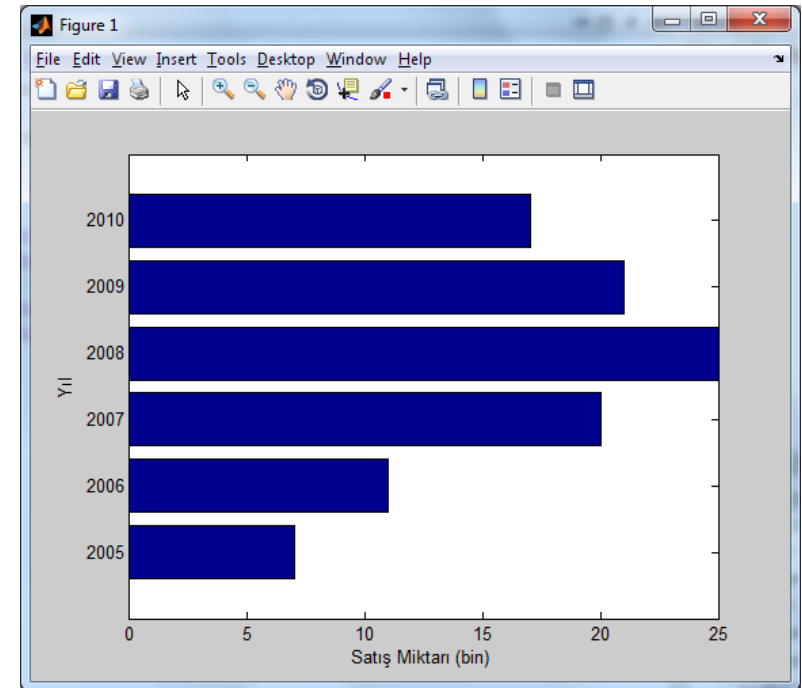 Figure 1
File Edit View Insert Tools Desktop Window Help
2010
2009
2008
2007
2006
2005
Yıl
0 5 10 15 20 25
Satış Miktarı (bin)